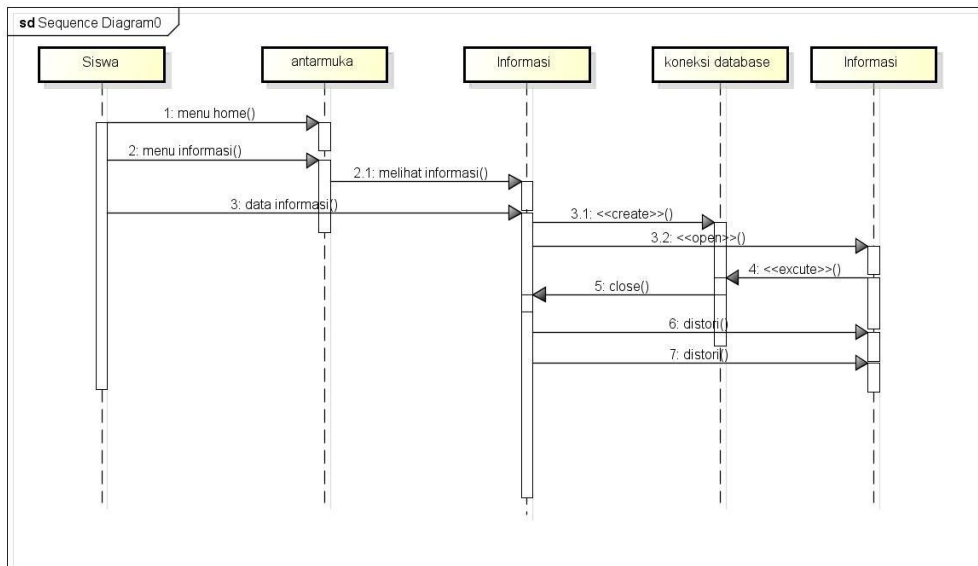 sd Sequence Diagram0
Siswa
antarmuka
Informasi
koneksi database
Informasi
1: menu home()
2: menu informasi()
2.1: melihat informasi()
3: data informasi()
3.1: <<create>>()
3.2: <<open>>()
4: <<excute>>()
5: close()
6: distori()
7: distori()